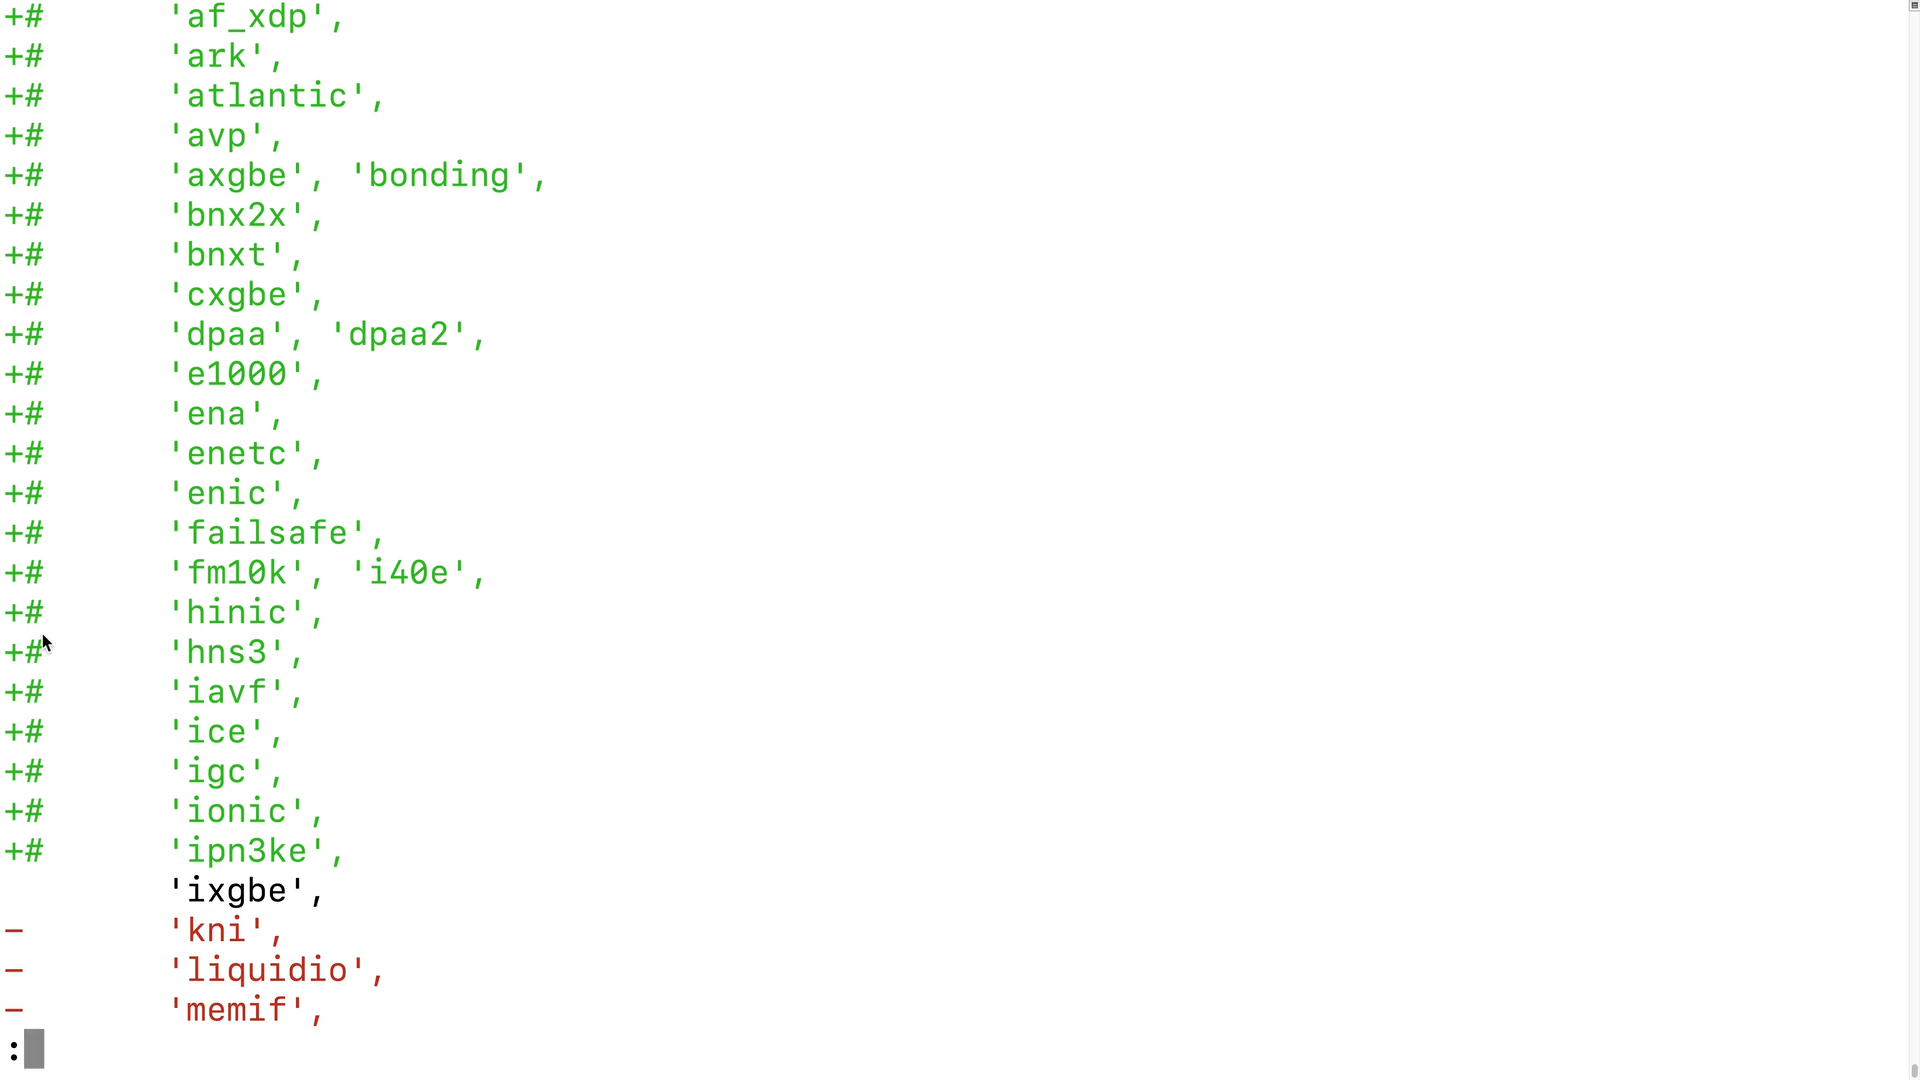 +#      'af_xdp',
+#      'ark',
+#      'atlantic',
+#      'avp',
+#      'axgbe', 'bonding',
+#      'bnx2x',
+#      'bnxt',
+#      'cxgbe',
+#      'dpaa', 'dpaa2',
+#      'e1000',
+#      'ena',
+#      'enetc',
+#      'enic',
+#      'failsafe',
+#      'fm10k', 'i40e',
+#      'hinic',
+#      'hns3',
+#      'iavf',
+#      'ice',
+#      'igc',
+#      'ionic',
+#      'ipn3ke',
        'ixgbe',
-       'kni',
-       'liquidio',
-       'memif',
: